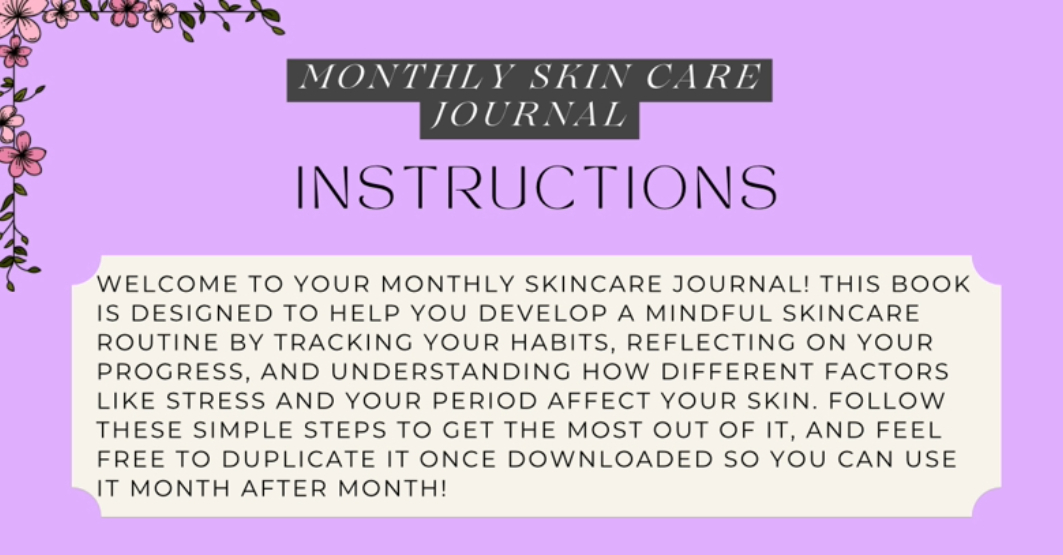 MONTHLY SKIN CARE
JOURNAL
INSTRUCTIONS
WELCOME TO YOUR MONTHLY SKINCARE JOURNAL! THIS BOOK
IS DESIGNED TO HELP YOU DEVELOP A MINDFUL SKINCARE
ROUTINE BY TRACKING YOUR HABITS, REFLECTING ON YOUR
PROGRESS, AND UNDERSTANDING HOW DIFFERENT FACTORS
LIKE STRESS AND YOUR PERIOD AFFECT YOUR SKIN. FOLLOW
THESE SIMPLE STEPS TO GET THE MOST OUT OF IT, AND FEEL
FREE TO DUPLICATE IT ONCE DOWNLOADED SO YOU CAN USE
IT MONTH AFTER MONTH!